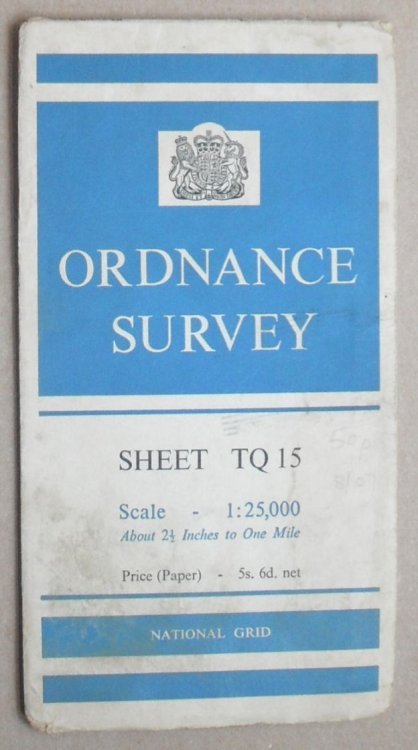 ORDNANCE
SURVEY
SHEET TQ 15
Scale - 1:25,000
About 2½ Inches to One Mile
Price (Paper) - 5s. 6d. net
NATIONAL GRID
50p